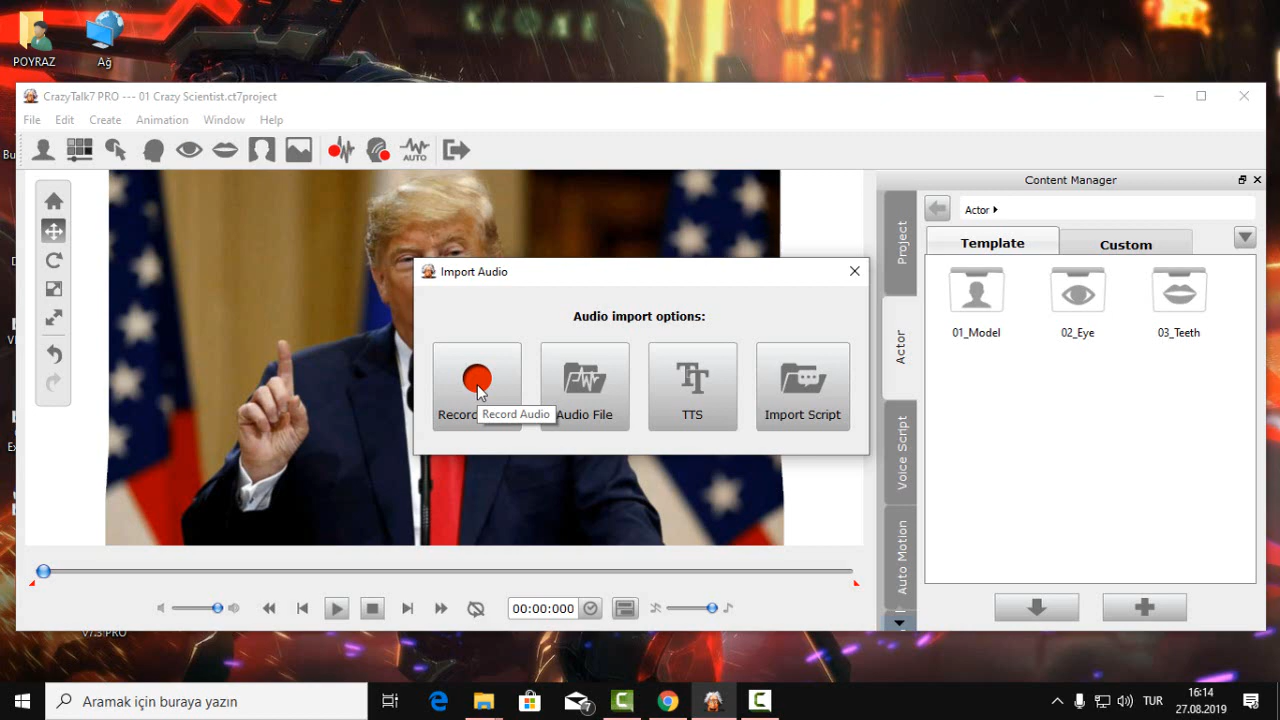 POYRAZ
Ağ
CrazyTalk7 PRO --- 01 Crazy Scientist.ct7project
File Edit Create Animation Window Help
AUTO
Content Manager
Actor
Template Custom
01_Model 02_Eye 03_Teeth
Project
Actor
Voice Script
Auto Motion
Import Audio
Audio import options:
Record Audio File TTS Import Script
Record Audio
00:00:000
V7.3 PRO
Aramak için buraya yazın
7
TUR
16:14
27.08.2019